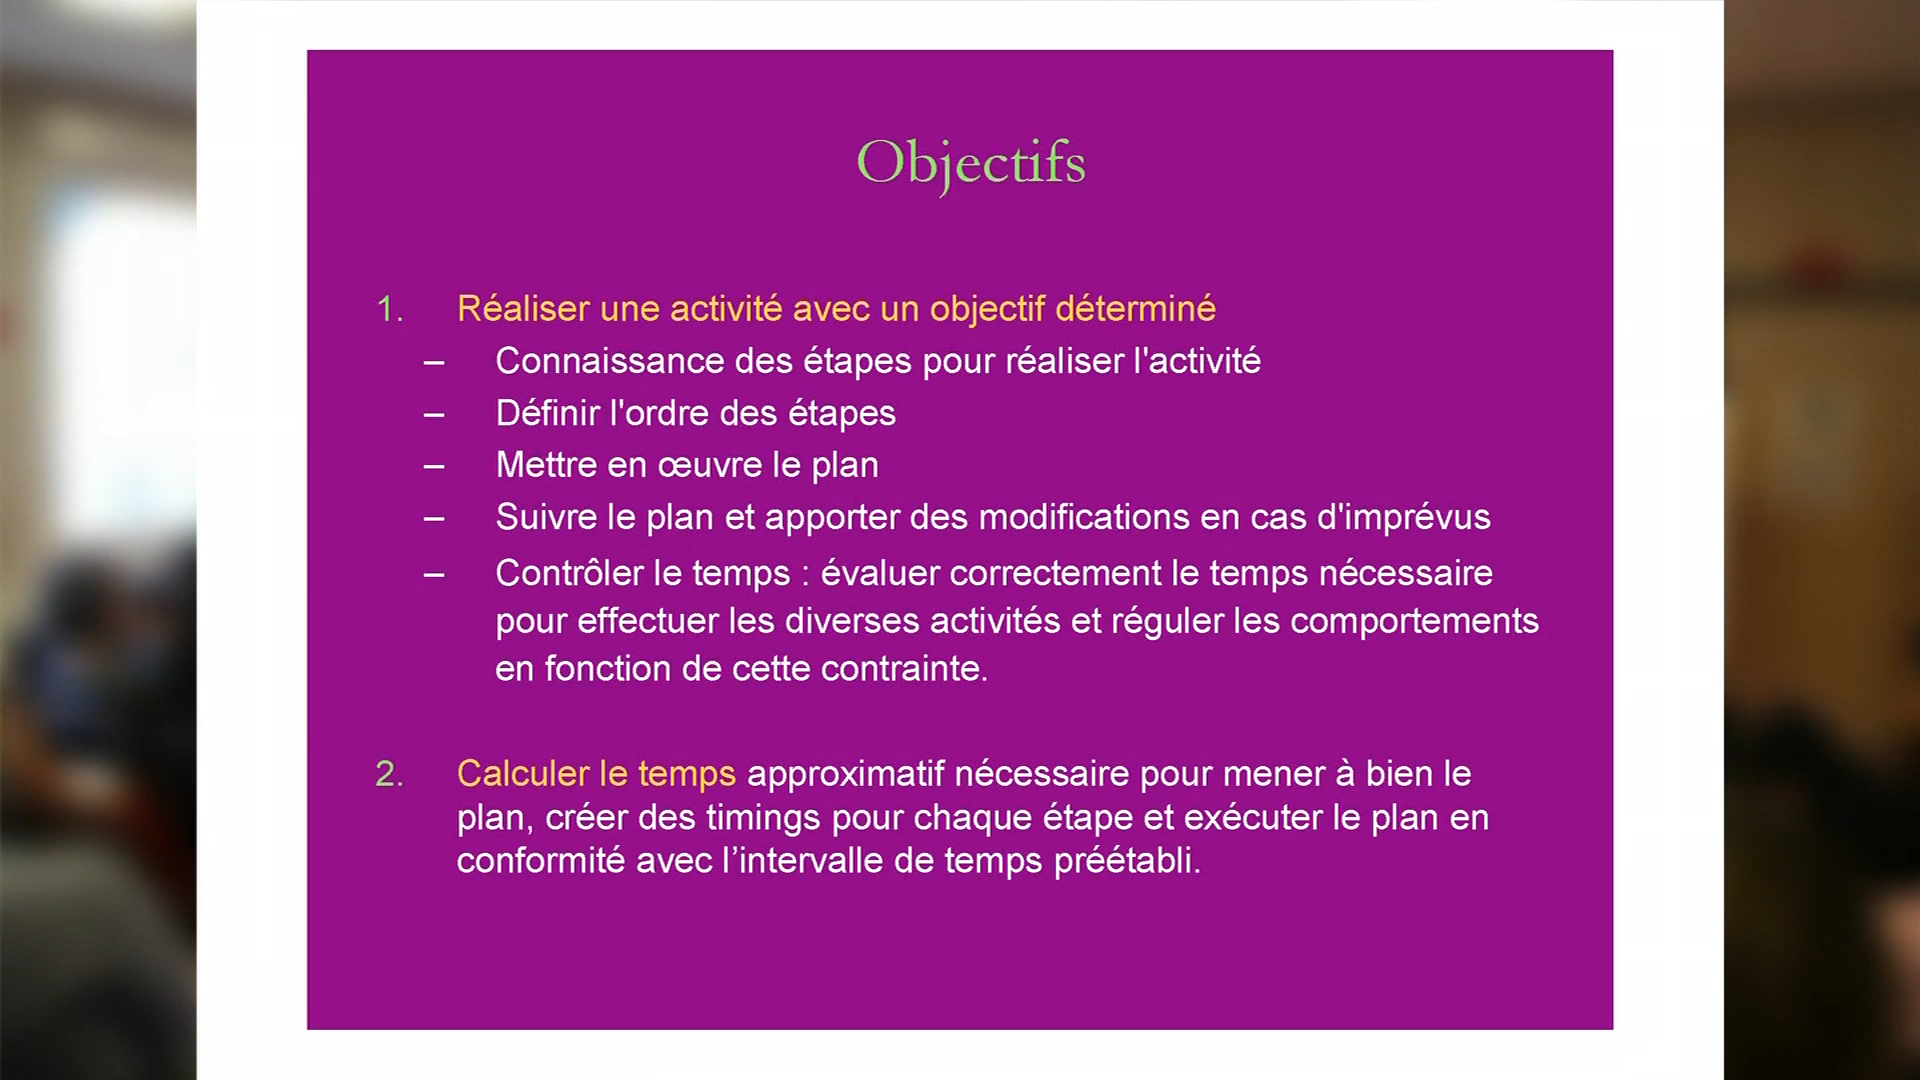 Objectifs
1. Réaliser une activité avec un objectif déterminé
– Connaissance des étapes pour réaliser l'activité
– Définir l'ordre des étapes
– Mettre en œuvre le plan
– Suivre le plan et apporter des modifications en cas d'imprévus
– Contrôler le temps : évaluer correctement le temps nécessaire
pour effectuer les diverses activités et réguler les comportements
en fonction de cette contrainte.
2. Calculer le temps approximatif nécessaire pour mener à bien le
plan, créer des timings pour chaque étape et exécuter le plan en
conformité avec l’intervalle de temps préétabli.